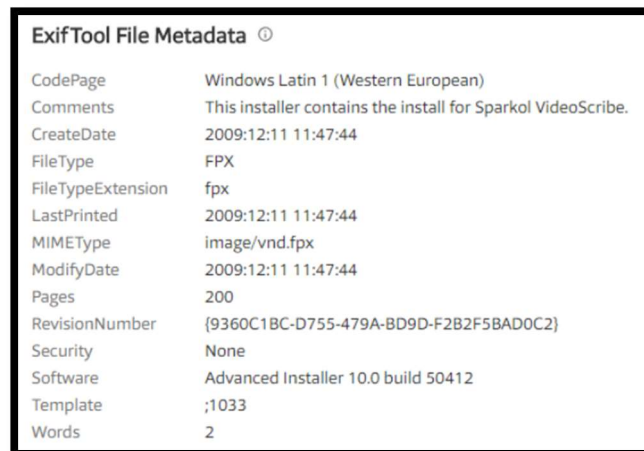 ExifTool File Metadata ⓘ
CodePage Windows Latin 1 (Western European)
Comments This installer contains the install for Sparkol VideoScribe.
CreateDate 2009:12:11 11:47:44
FileType FPX
FileTypeExtension fpx
LastPrinted 2009:12:11 11:47:44
MIMEType image/vnd.fpx
ModifyDate 2009:12:11 11:47:44
Pages 200
RevisionNumber {9360C1BC-D755-479A-BD9D-F2B2F5BAD0C2}
Security None
Software Advanced Installer 10.0 build 50412
Template ;1033
Words 2